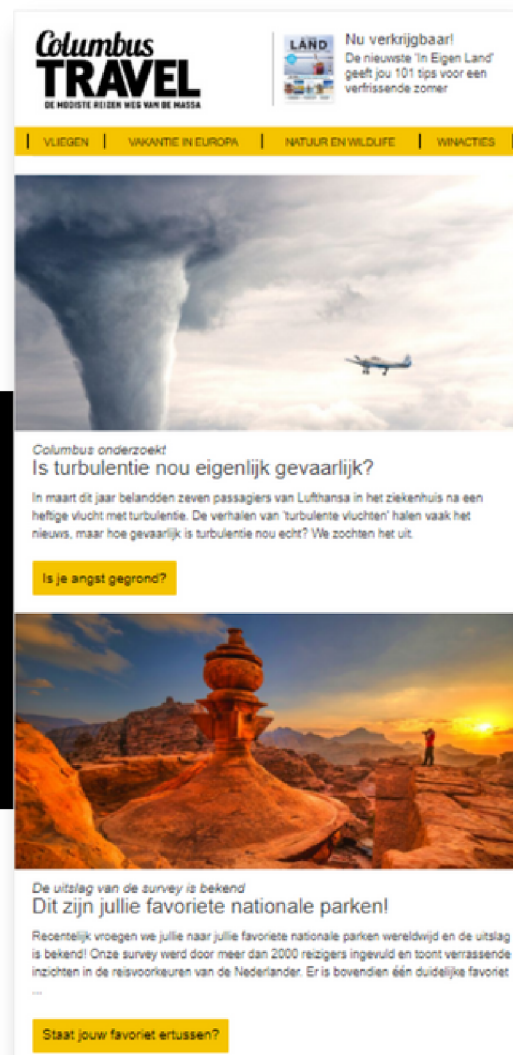 Columbus
TRAVEL
DE MOOISTE REIZEN WEG VAN DE MASSA
LAND
Nu verkrijgbaar!
De nieuwste 'In Eigen Land'
geeft jou 101 tips voor een
verfrissende zomer
VLIEGEN
VAKANTIE IN EUROPA
NATUUR EN WILDLIFE
WINACTIES
Columbus onderzoekt
Is turbulentie nou eigenlijk gevaarlijk?
In maart dit jaar belandden zeven passagiers van Lufthansa in het ziekenhuis na een
heftige vlucht met turbulentie. De verhalen van 'turbulente vluchten' halen vaak het
nieuws, maar hoe gevaarlijk is turbulentie nou echt? We zochten het uit.
Is je angst gegrond?
De uitslag van de survey is bekend
Dit zijn jullie favoriete nationale parken!
Recentelijk vroegen we jullie naar jullie favoriete nationale parken wereldwijd en de uitslag
is bekend! Onze survey werd door meer dan 2000 reizigers ingevuld en toont verrassende
inzichten in de reisvoorkeuren van de Nederlander. Er is bovendien één duidelijke favoriet
...
Staat jouw favoriet ertussen?